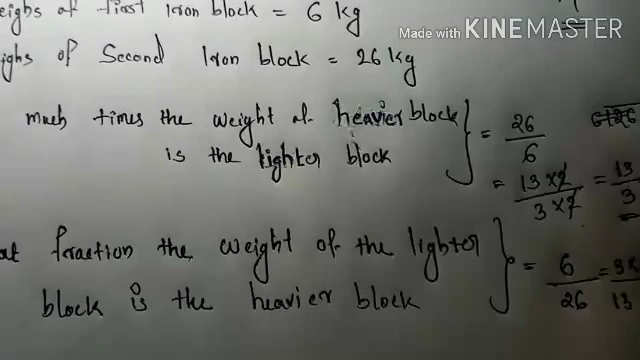 Made with KINEMASTER
eighs of first Iron block = 6 kg
ighs of Second Iron block = 26 kg
much times the weight of heavier block } = 26/6
is the lighter block
= 13×2/3×2 = 13/3
at fraction the weight of the lighter } = 6/26 = 3×/13
block is the heavier block